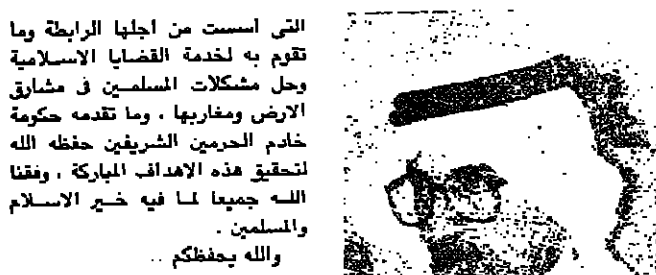 التى اسست من اجلها الرابطة وما
تقوم به لخدمة القضايا الاسلامية
وحل مشكلات المسلمين فى مشارق
الارض ومغاربها ، وما تقدمه حكومة
خادم الحرمين الشريفين حفظه الله
لتحقيق هذه الاهداف المباركة ، وفقنا
الله جميعا لما فيه خير الاسلام
والمسلمين .
والله يحفظكم ..